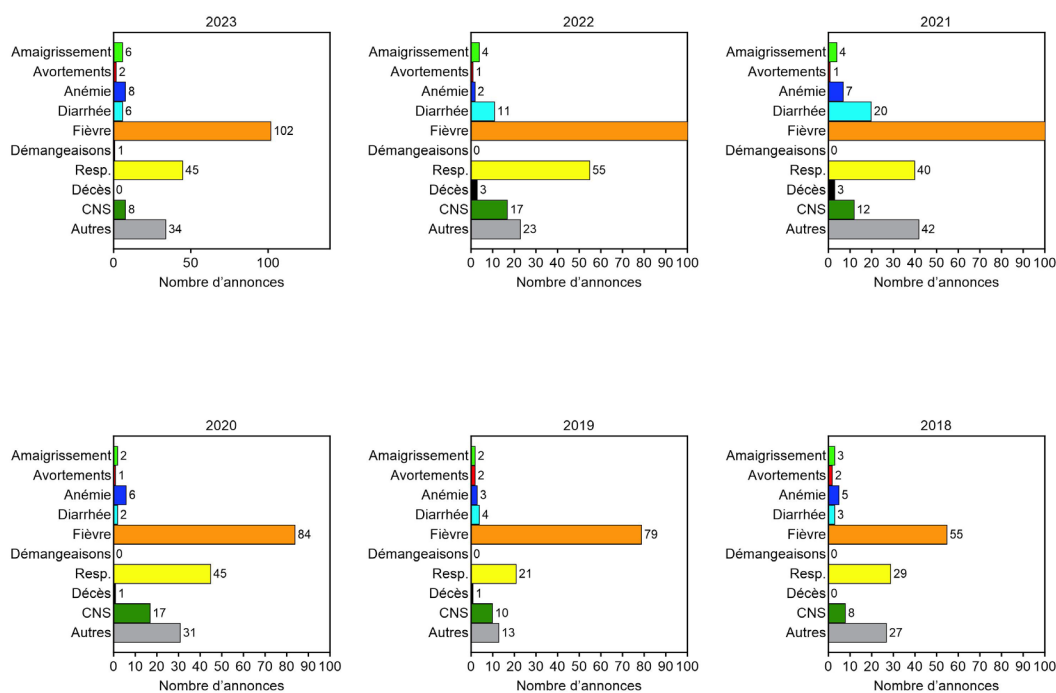 2023
Amaigrissement 6
Avortements 2
Anémie 8
Diarrhée 6
Fièvre 102
Démangeaisons 1
Resp. 45
Décès 0
CNS 8
Autres 34
0 100
Nombre d'annonces
2022
Amaigrissement 4
Avortements 1
Anémie 2
Diarrhée 11
Fièvre
Démangeaisons 0
Resp. 55
Décès 3
CNS 17
Autres 23
0 10 20 30 40 50 60 70 80 90 100
Nombre d'annonces
2021
Amaigrissement 4
Avortements 1
Anémie 7
Diarrhée 20
Fièvre
Démangeaisons 0
Resp. 40
Décès 3
CNS 12
Autres 42
0 10 20 30 40 50 60 70 80 90 100
Nombre d'annonces
2020
Amaigrissement 2
Avortements 1
Anémie 6
Diarrhée 2
Fièvre 84
Démangeaisons 0
Resp. 45
Décès 1
CNS 17
Autres 31
0 10 20 30 40 50 60 70 80 90 100
Nombre d'annonces
2019
Amaigrissement 2
Avortements 2
Anémie 3
Diarrhée 4
Fièvre 79
Démangeaisons 0
Resp. 21
Décès 1
CNS 10
Autres 13
0 10 20 30 40 50 60 70 80 90 100
Nombre d'annonces
2018
Amaigrissement 3
Avortements 2
Anémie 5
Diarrhée 3
Fièvre 55
Démangeaisons 0
Resp. 29
Décès 0
CNS 8
Autres 27
0 10 20 30 40 50 60 70 80 90 100
Nombre d'annonces